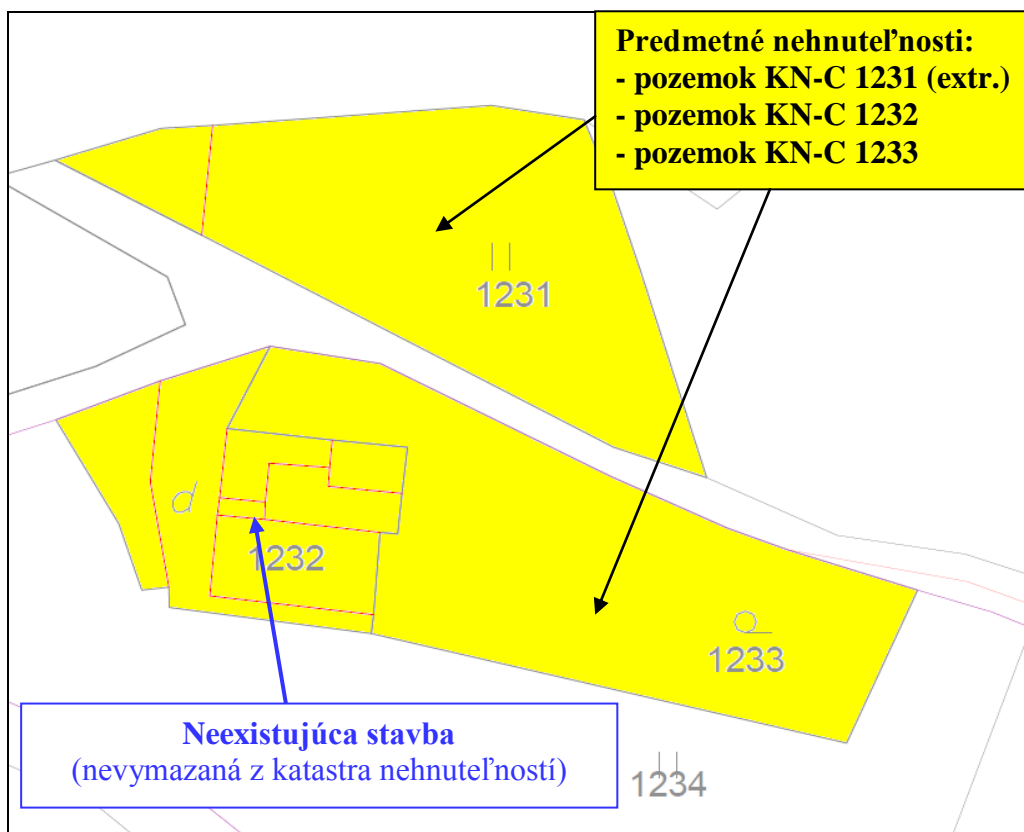 Predmetné nehnuteľnosti:
- pozemok KN-C 1231 (extr.)
- pozemok KN-C 1232
- pozemok KN-C 1233
1231
1232
1233
Neexistujúca stavba
(nevymazaná z katastra nehnuteľností)
1234